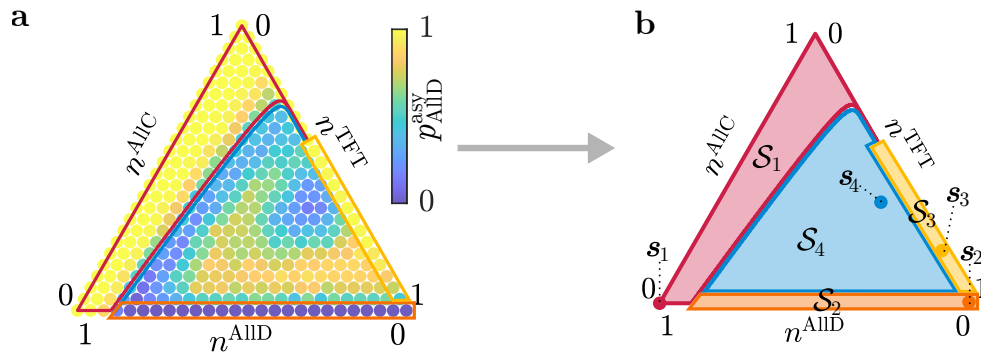 a
1 0
n^AllC
n^TFT
0 1
1 0
n^AllD
1
p^asy_AllD
0
b
1 0
n^AllC
n^TFT
S_1
s_4
S_3
s_3
S_4
s_1
s_2
0 1
S_2
1 0
n^AllD